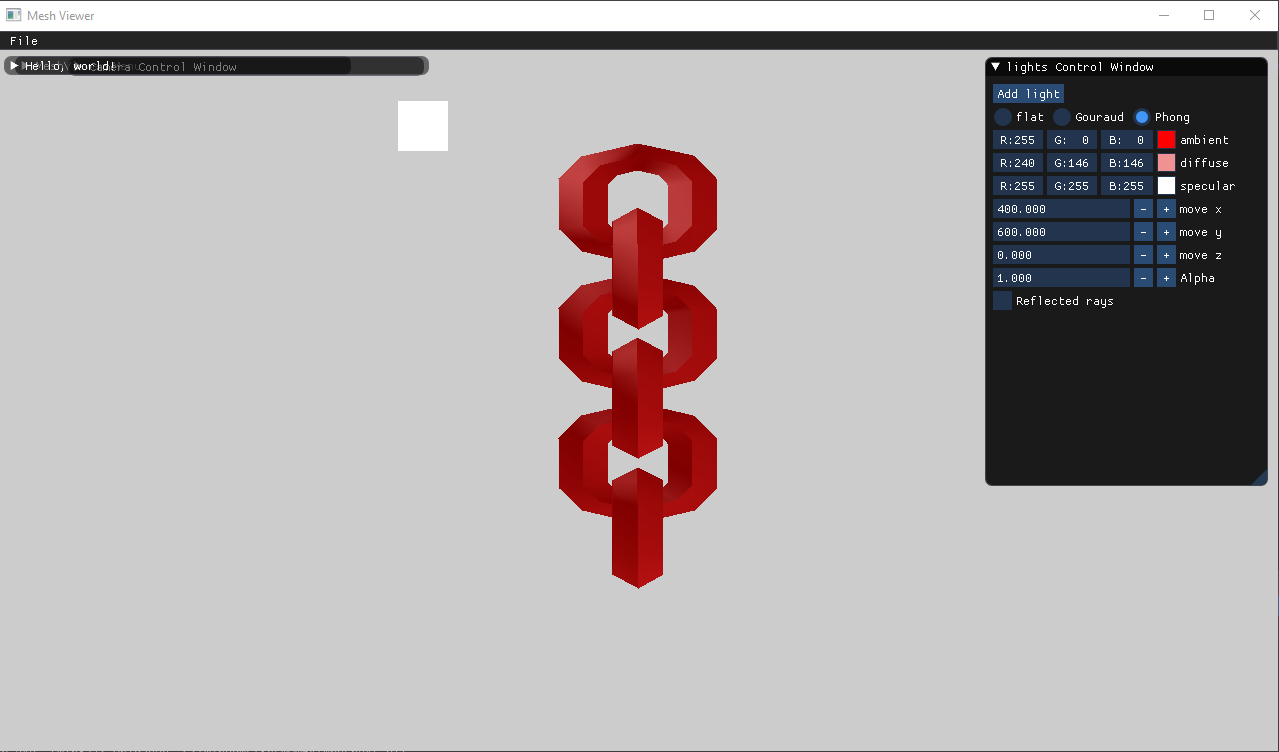 Mesh Viewer
File
Hello, world!
Camera Control Window
lights Control Window
Add light
flat Gouraud Phong
R:255 G: 0 B: 0 ambient
R:240 G:146 B:146 diffuse
R:255 G:255 B:255 specular
400.000 - + move x
600.000 - + move y
0.000 - + move z
1.000 - + Alpha
Reflected rays